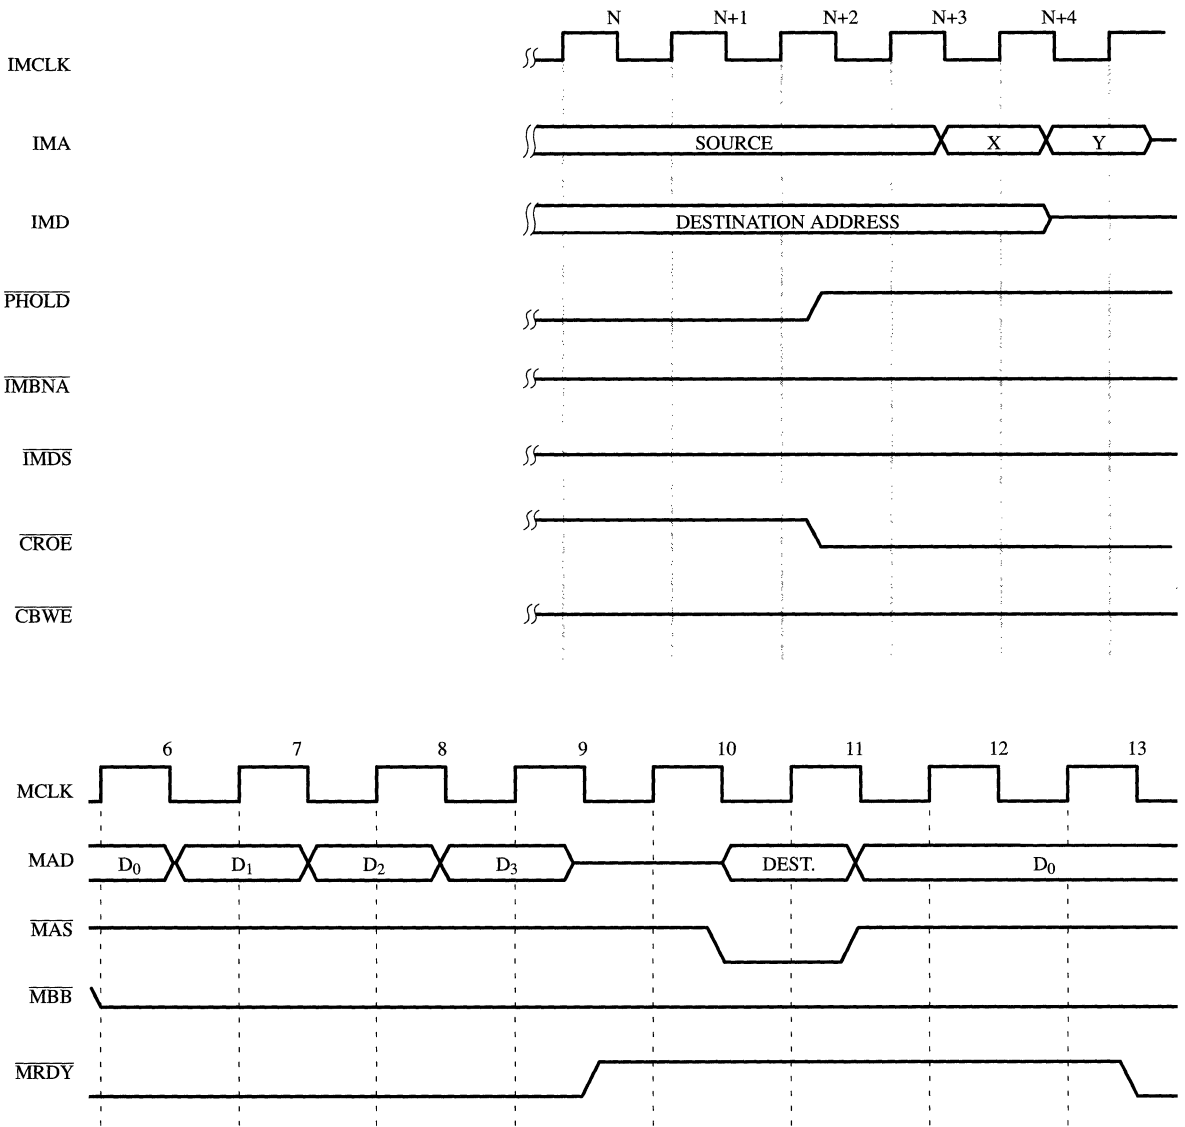 N N+1 N+2 N+3 N+4
IMCLK
IMA SOURCE X Y
IMD DESTINATION ADDRESS
PHOLD
IMBNA
IMDS
CROE
CBWE
6 7 8 9 10 11 12 13
MCLK
MAD D0 D1 D2 D3 DEST. D0
MAS
MBB
MRDY